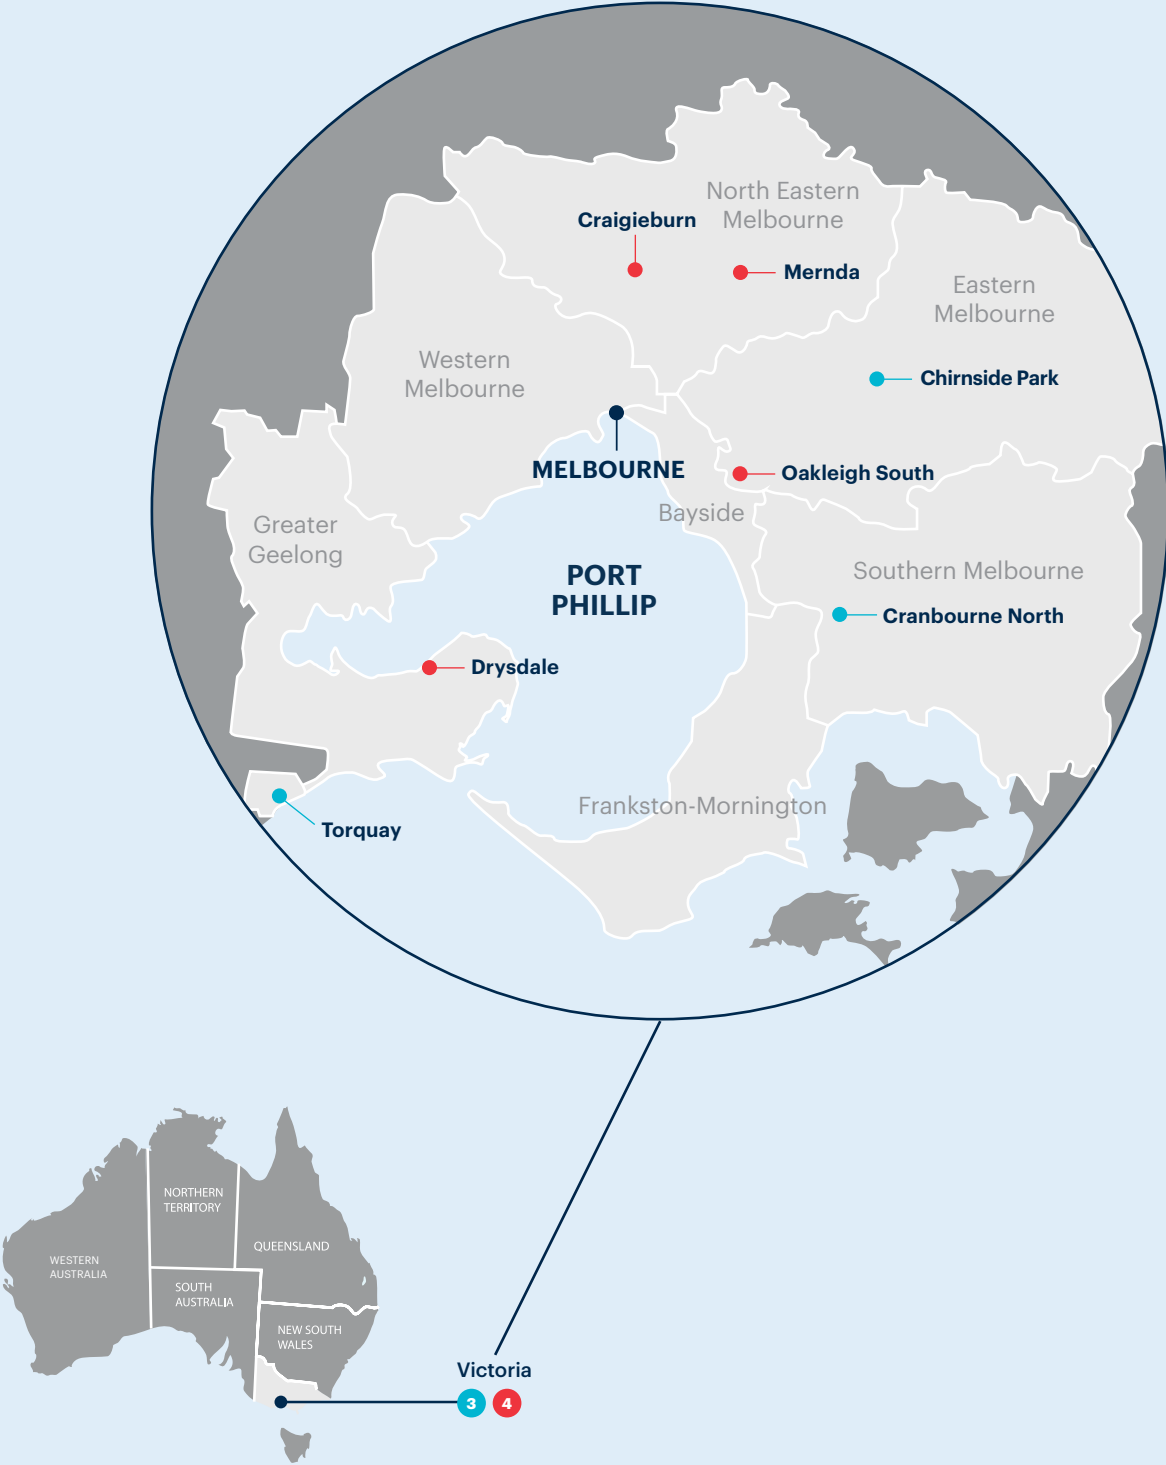 North Eastern
Melbourne
Craigieburn
Mernda
Eastern
Melbourne
Western
Melbourne
Chirnside Park
MELBOURNE
Oakleigh South
Bayside
Greater
Geelong
PORT
PHILLIP
Southern Melbourne
Cranbourne North
Drysdale
Frankston-Mornington
Torquay
NORTHERN
TERRITORY
QUEENSLAND
WESTERN
AUSTRALIA
SOUTH
AUSTRALIA
NEW SOUTH
WALES
Victoria
3 4